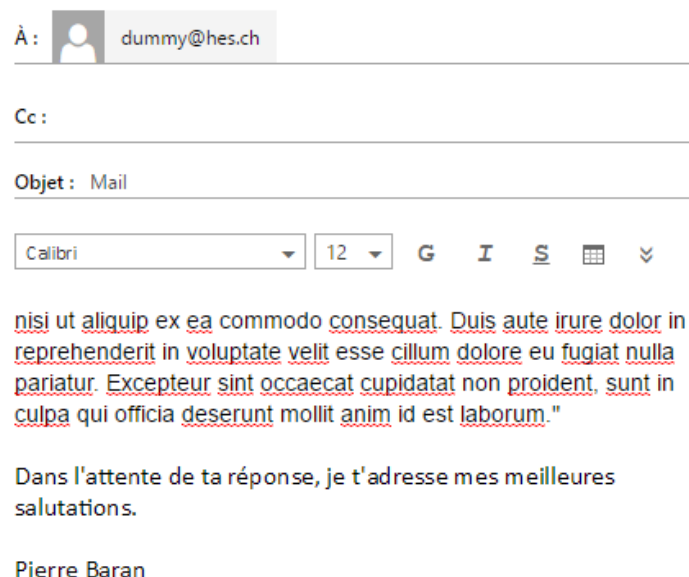 À : dummy@hes.ch
Cc :
Objet : Mail
Calibri 12 G I S
nisi ut aliquip ex ea commodo consequat. Duis aute irure dolor in
reprehenderit in voluptate velit esse cillum dolore eu fugiat nulla
pariatur. Excepteur sint occaecat cupidatat non proident, sunt in
culpa qui officia deserunt mollit anim id est laborum."
Dans l'attente de ta réponse, je t'adresse mes meilleures
salutations.
Pierre Baran